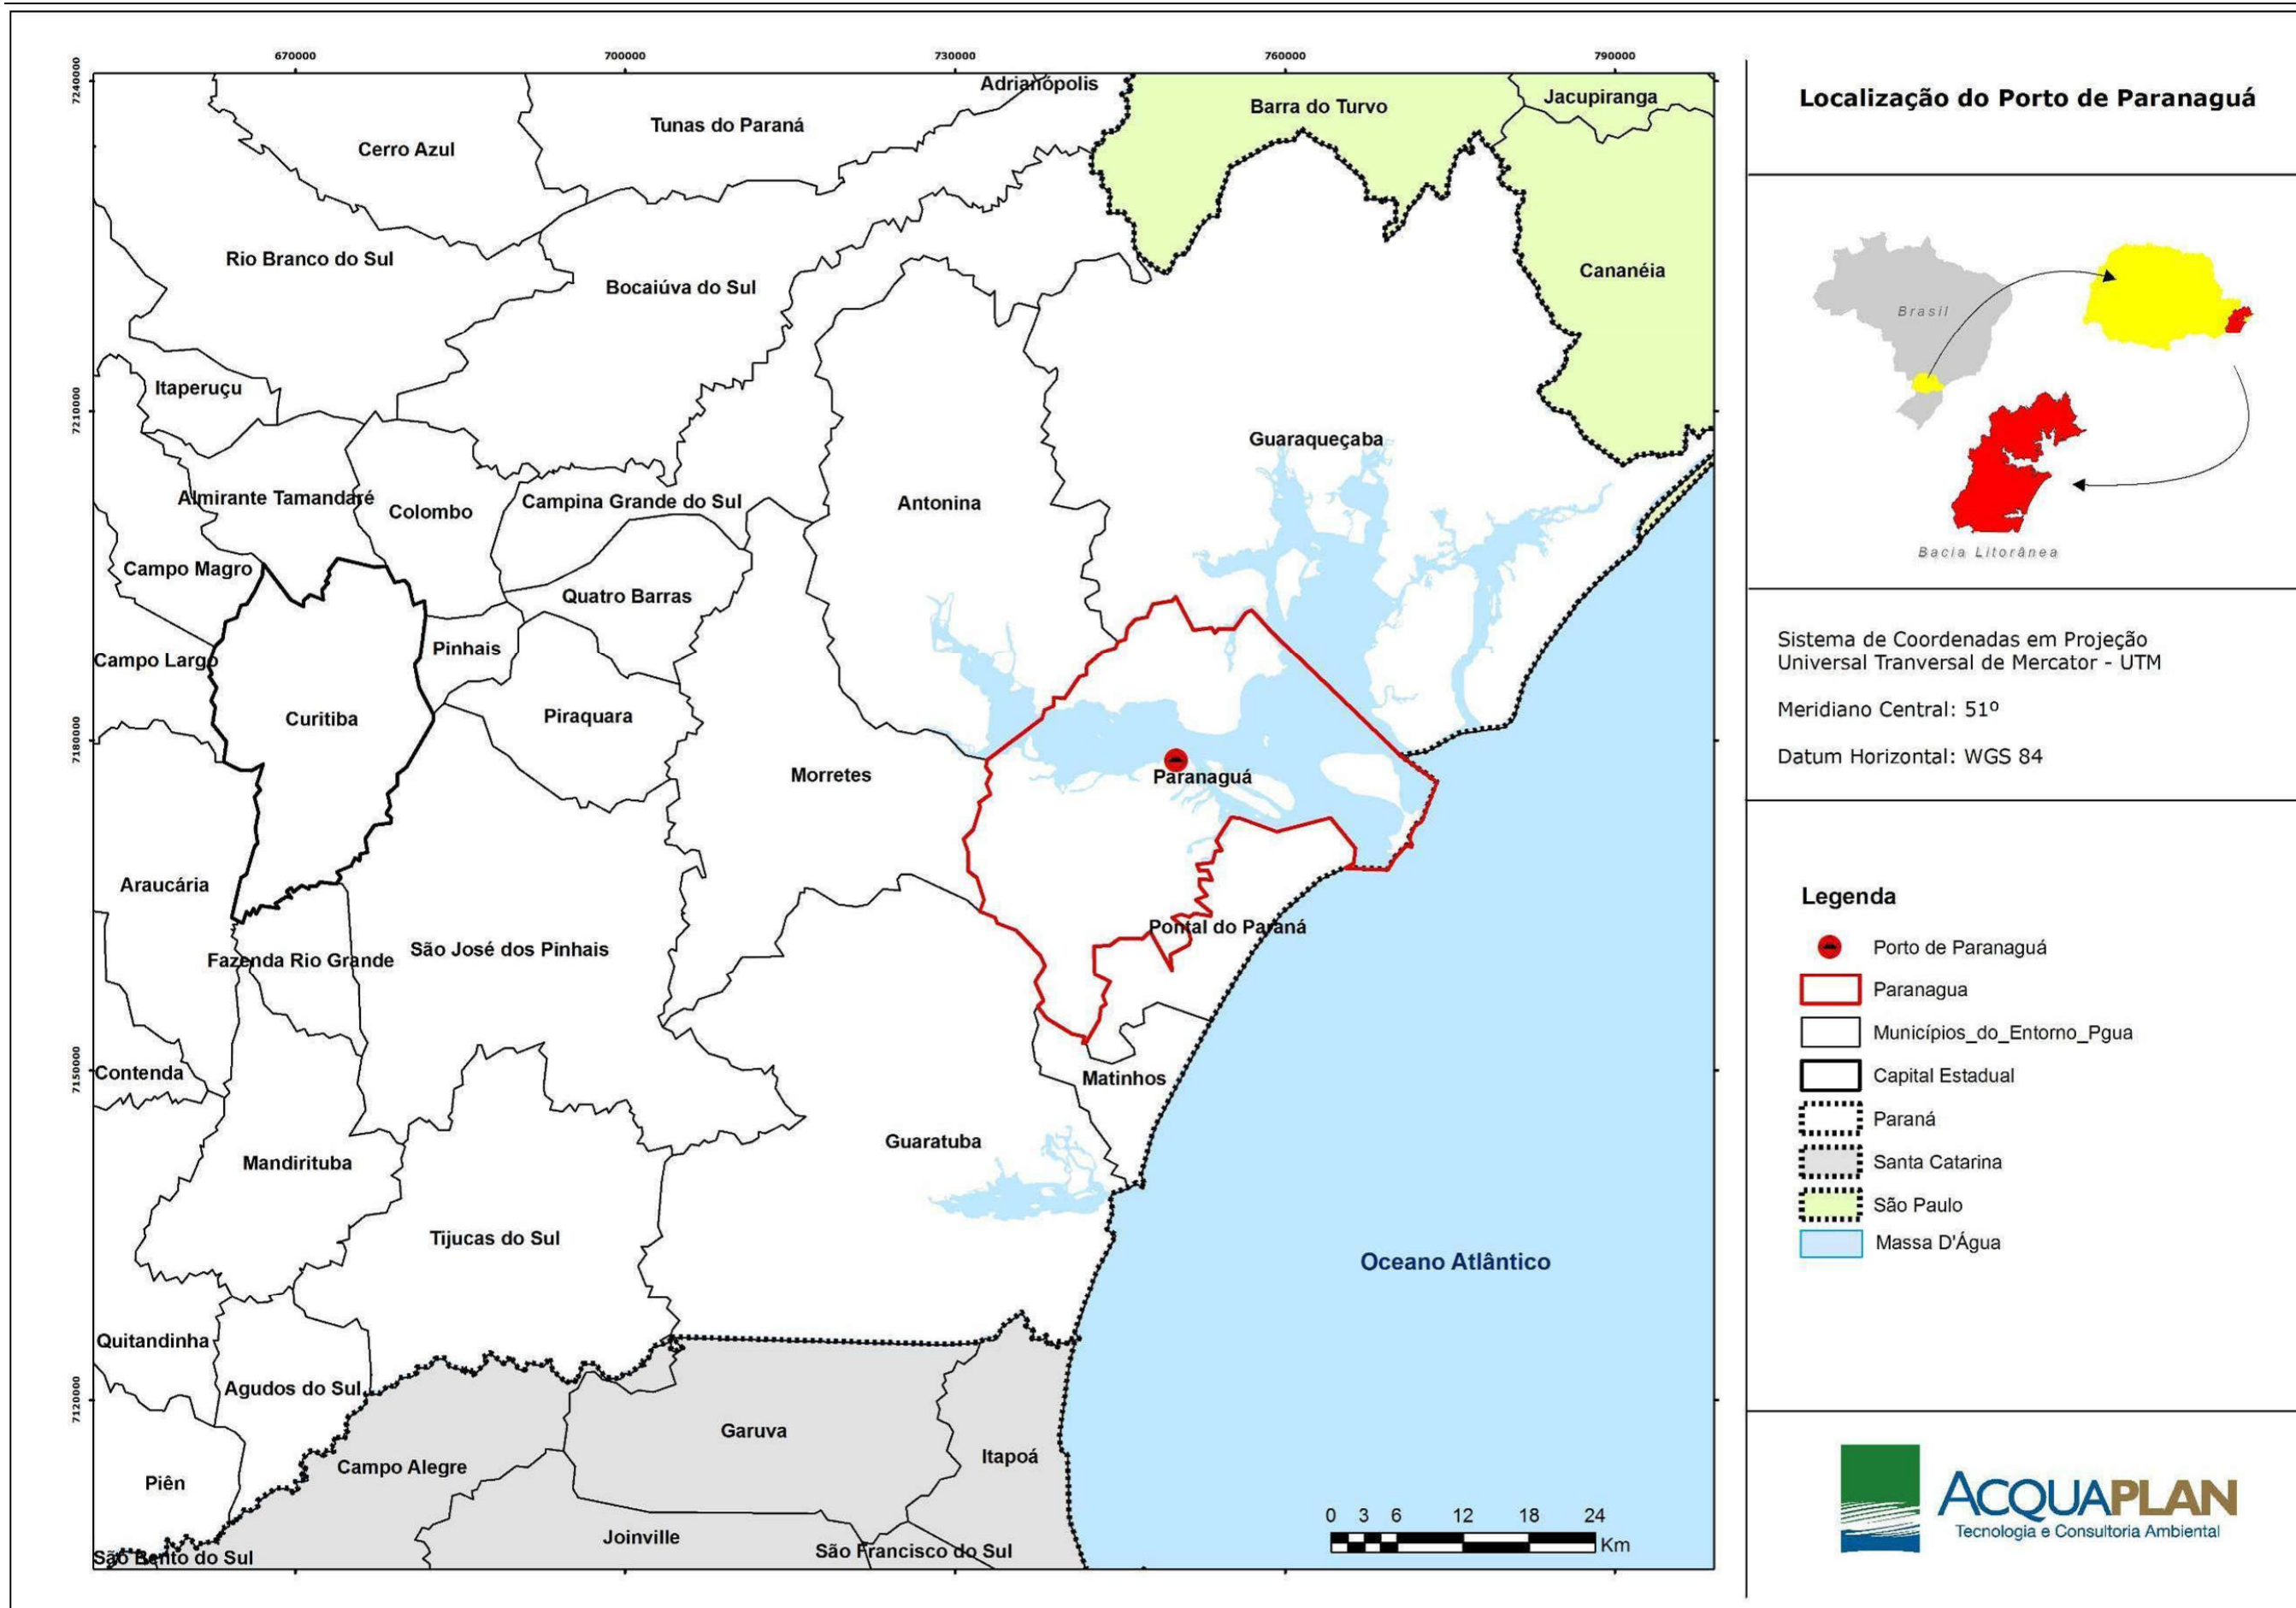 670000
700000
730000
760000
790000
7240000
7210000
7180000
7150000
7120000
Adrianópolis
Barra do Turvo
Jacupiranga
Tunas do Paraná
Cerro Azul
Rio Branco do Sul
Bocaiúva do Sul
Cananéia
Itaperuçu
Guaraqueçaba
Almirante Tamandaré
Colombo
Campina Grande do Sul
Antonina
Campo Magro
Quatro Barras
Pinhais
Campo Largo
Curitiba
Piraquara
Morretes
Paranaguá
Araucária
Fazenda Rio Grande
São José dos Pinhais
Pontal do Paraná
Contenda
Matinhos
Mandirituba
Guaratuba
Tijucas do Sul
Oceano Atlântico
Quitandinha
Agudos do Sul
Garuva
Itapoá
Campo Alegre
Piên
Joinville
São Francisco do Sul
São Bento do Sul
0 3 6 12 18 24
Km
Localização do Porto de Paranaguá
Brasil
Bacia Litorânea
Sistema de Coordenadas em Projeção
Universal Tranversal de Mercator - UTM
Meridiano Central: 51º
Datum Horizontal: WGS 84
Legenda
Porto de Paranaguá
Paranagua
Municípios_do_Entorno_Pgua
Capital Estadual
Paraná
Santa Catarina
São Paulo
Massa D'Água
ACQUAPLAN
Tecnologia e Consultoria Ambiental